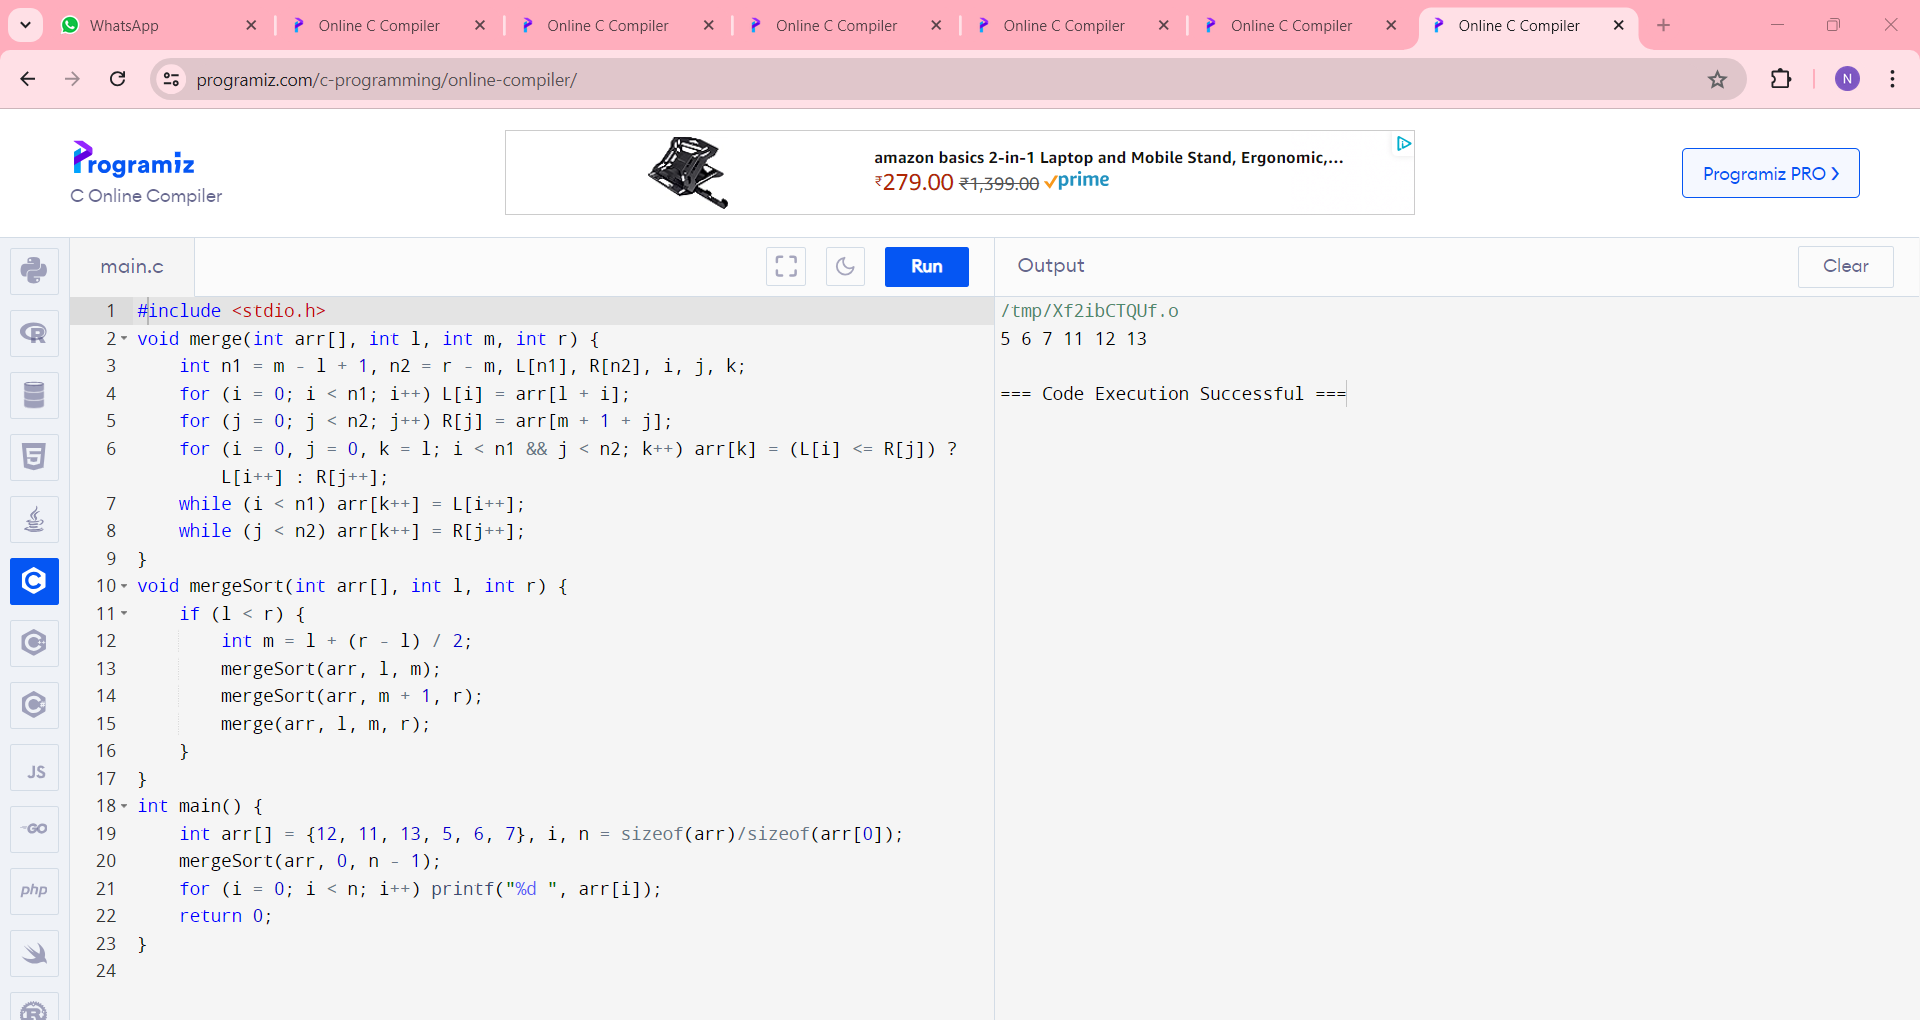 WhatsApp
Online C Compiler
Online C Compiler
Online C Compiler
Online C Compiler
Online C Compiler
Online C Compiler
programiz.com/c-programming/online-compiler/
N
Programiz
C Online Compiler
amazon basics 2-in-1 Laptop and Mobile Stand, Ergonomic,...
₹279.00 ₹1,399.00 prime
Programiz PRO
main.c
Run
Output
Clear
1 #include <stdio.h>
2 void merge(int arr[], int l, int m, int r) {
3 int n1 = m - l + 1, n2 = r - m, L[n1], R[n2], i, j, k;
4 for (i = 0; i < n1; i++) L[i] = arr[l + i];
5 for (j = 0; j < n2; j++) R[j] = arr[m + 1 + j];
6 for (i = 0, j = 0, k = l; i < n1 && j < n2; k++) arr[k] = (L[i] <= R[j]) ?
L[i++] : R[j++];
7 while (i < n1) arr[k++] = L[i++];
8 while (j < n2) arr[k++] = R[j++];
9 }
10 void mergeSort(int arr[], int l, int r) {
11 if (l < r) {
12 int m = l + (r - l) / 2;
13 mergeSort(arr, l, m);
14 mergeSort(arr, m + 1, r);
15 merge(arr, l, m, r);
16 }
17 }
18 int main() {
19 int arr[] = {12, 11, 13, 5, 6, 7}, i, n = sizeof(arr)/sizeof(arr[0]);
20 mergeSort(arr, 0, n - 1);
21 for (i = 0; i < n; i++) printf("%d ", arr[i]);
22 return 0;
23 }
24
/tmp/Xf2ibCTQUf.o
5 6 7 11 12 13
=== Code Execution Successful ===
R
5
C
C
C
JS
GO
php
R